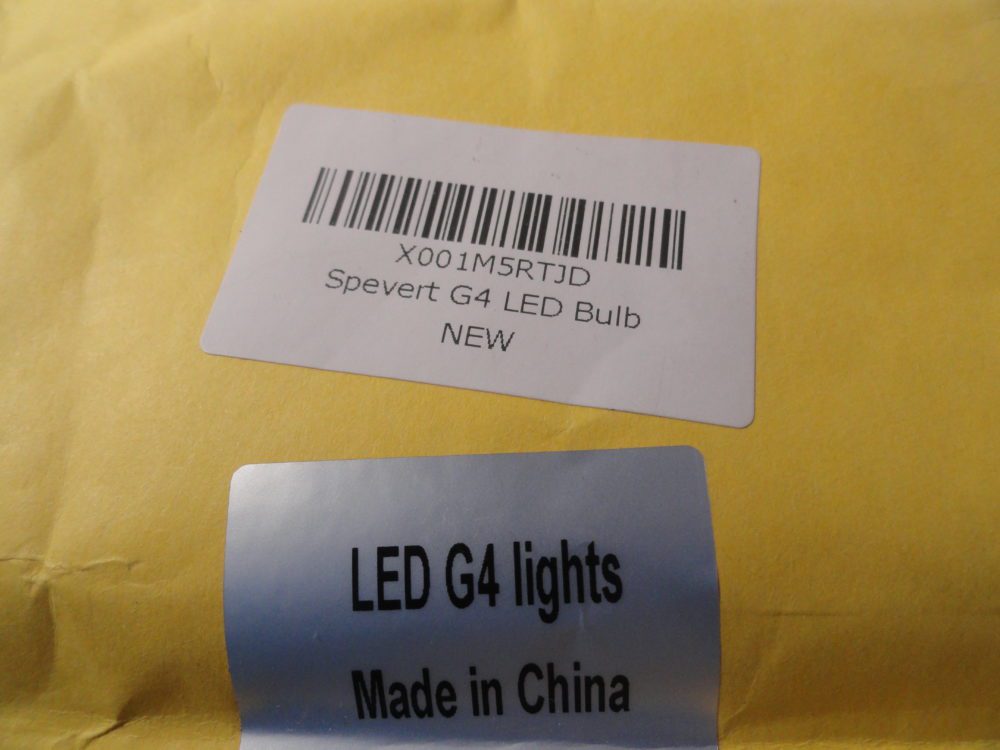 X001M5RTJD
Spevert G4 LED Bulb
NEW
LED G4 lights
Made in China